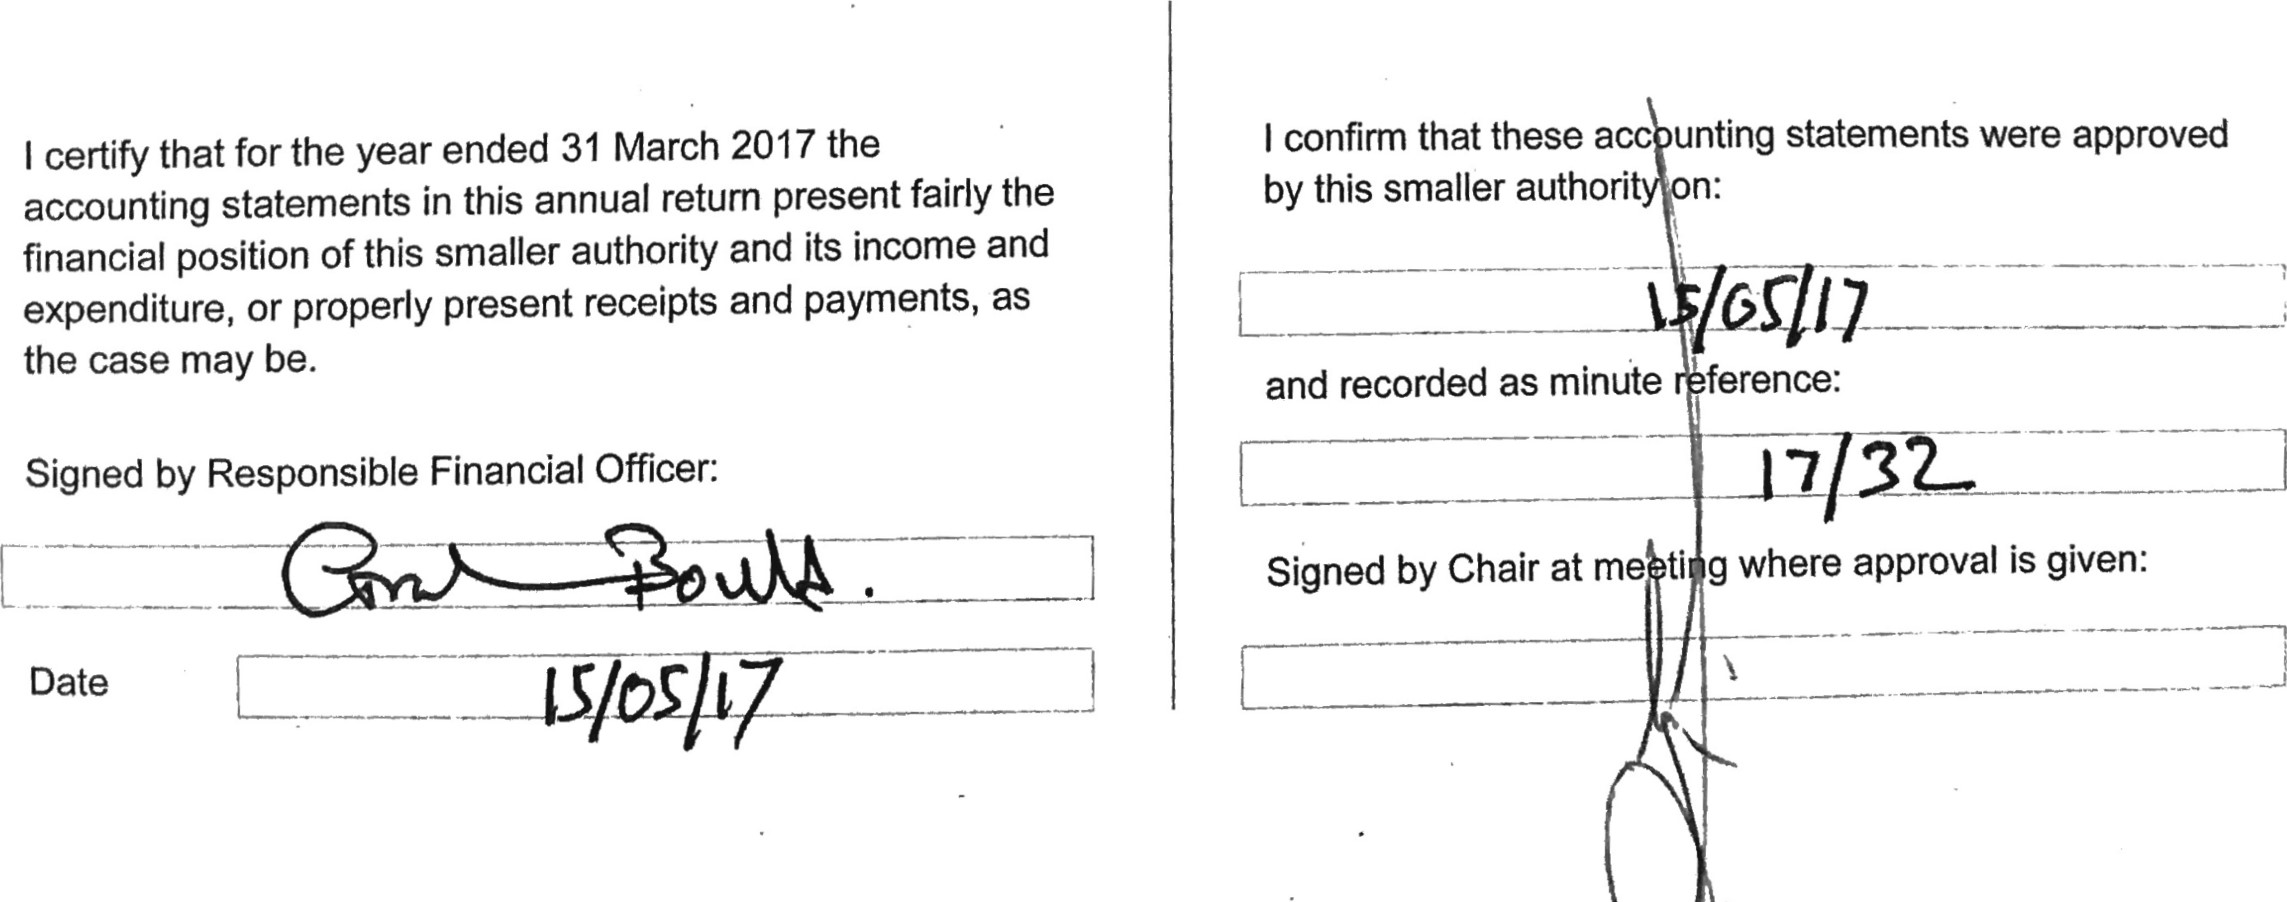 I certify that for the year ended 31 March 2017 the
accounting statements in this annual return present fairly the
financial position of this smaller authority and its income and
expenditure, or properly present receipts and payments, as
the case may be.
Signed by Responsible Financial Officer:
Date
15/05/17
I confirm that these accounting statements were approved
by this smaller authority on:
15/05/17
and recorded as minute reference:
17/32
Signed by Chair at meeting where approval is given: